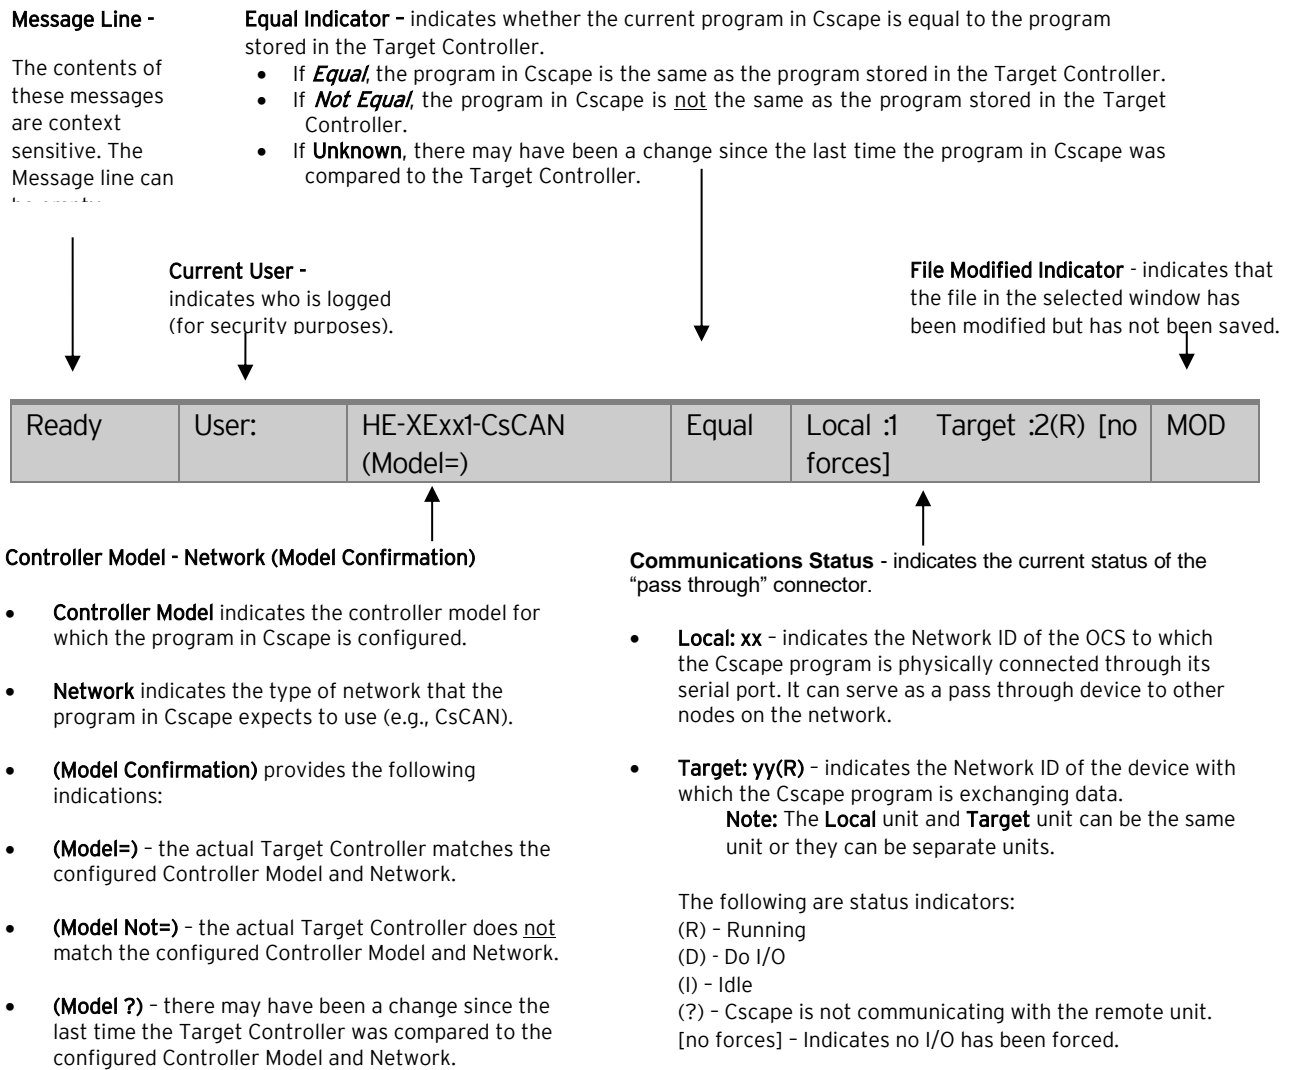 Message Line -
The contents of
these messages
are context
sensitive. The
Message line can
Equal Indicator – indicates whether the current program in Cscape is equal to the program
stored in the Target Controller.
• If Equal, the program in Cscape is the same as the program stored in the Target Controller.
• If Not Equal, the program in Cscape is not the same as the program stored in the Target
Controller.
• If Unknown, there may have been a change since the last time the program in Cscape was
compared to the Target Controller.
Current User -
indicates who is logged
(for security purposes).
File Modified Indicator - indicates that
the file in the selected window has
been modified but has not been saved.
Ready
User:
HE-XExx1-CsCAN
(Model=)
Equal
Local :1 Target :2(R) [no
forces]
MOD
Controller Model - Network (Model Confirmation)
• Controller Model indicates the controller model for
which the program in Cscape is configured.
• Network indicates the type of network that the
program in Cscape expects to use (e.g., CsCAN).
• (Model Confirmation) provides the following
indications:
• (Model=) – the actual Target Controller matches the
configured Controller Model and Network.
• (Model Not=) – the actual Target Controller does not
match the configured Controller Model and Network.
• (Model ?) – there may have been a change since the
last time the Target Controller was compared to the
configured Controller Model and Network.
Communications Status - indicates the current status of the
“pass through” connector.
• Local: xx – indicates the Network ID of the OCS to which
the Cscape program is physically connected through its
serial port. It can serve as a pass through device to other
nodes on the network.
• Target: yy(R) – indicates the Network ID of the device with
which the Cscape program is exchanging data.
Note: The Local unit and Target unit can be the same
unit or they can be separate units.
The following are status indicators:
(R) – Running
(D) - Do I/O
(I) – Idle
(?) – Cscape is not communicating with the remote unit.
[no forces] – Indicates no I/O has been forced.